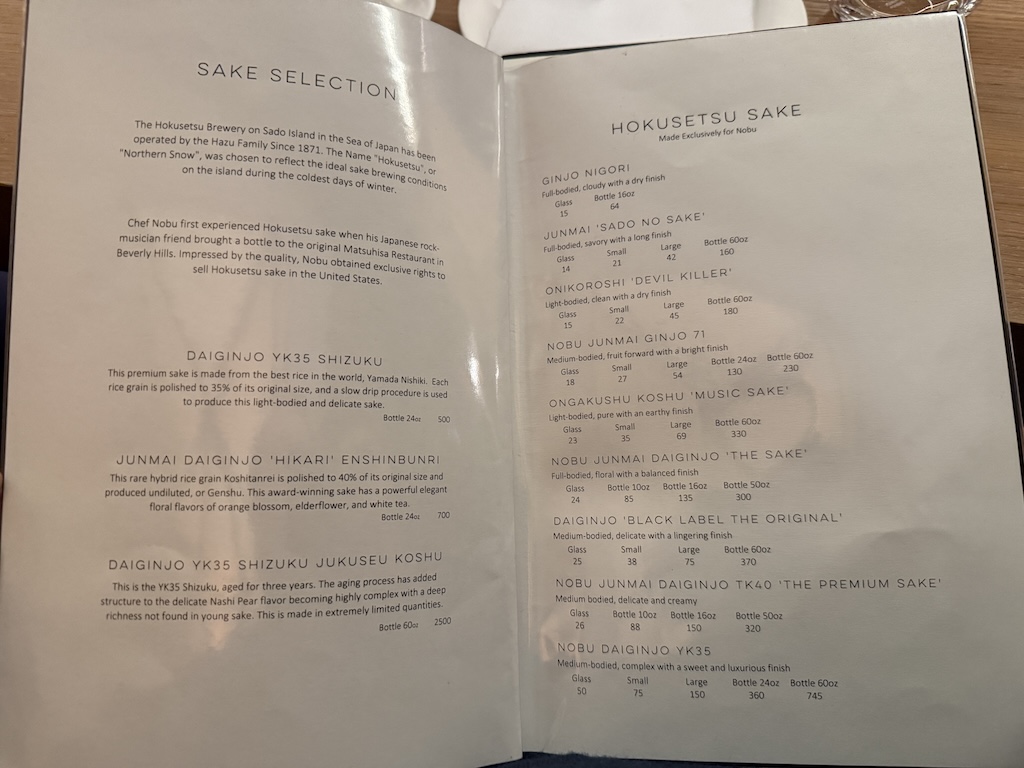 SAKE SELECTION
The Hokusetsu Brewery on Sado Island in the Sea of Japan has been
operated by the Hazu Family Since 1871. The Name "Hokusetsu", or
"Northern Snow", was chosen to reflect the ideal sake brewing conditions
on the island during the coldest days of winter.
Chef Nobu first experienced Hokusetsu sake when his Japanese rock-
musician friend brought a bottle to the original Matsuhisa Restaurant in
Beverly Hills. Impressed by the quality, Nobu obtained exclusive rights to
sell Hokusetsu sake in the United States.
DAIGINJO YK35 SHIZUKU
This premium sake is made from the best rice in the world, Yamada Nishiki. Each
rice grain is polished to 35% of its original size, and a slow drip procedure is used
to produce this light-bodied and delicate sake.
Bottle 24oz 500
JUNMAI DAIGINJO 'HIKARI' ENSHINBUNRI
This rare hybrid rice grain Koshitanrei is polished to 40% of its original size and
produced undiluted, or Genshu. This award-winning sake has a powerful elegant
floral flavors of orange blossom, elderflower, and white tea.
Bottle 24oz 700
DAIGINJO YK35 SHIZUKU JUKUSEU KOSHU
This is the YK35 Shizuku, aged for three years. The aging process has added
structure to the delicate Nashi Pear flavor becoming highly complex with a deep
richness not found in young sake. This is made in extremely limited quantities.
Bottle 60oz 2500
HOKUSETSU SAKE
Made Exclusively for Nobu
GINJO NIGORI
Full-bodied, cloudy with a dry finish
Glass Bottle 16oz
15 64
JUNMAI 'SADO NO SAKE'
Full-bodied, savory with a long finish
Glass Small Large Bottle 60oz
14 21 42 160
ONIKOROSHI 'DEVIL KILLER'
Light-bodied, clean with a dry finish
Glass Small Large Bottle 60oz
15 22 45 180
NOBU JUNMAI GINJO 71
Medium-bodied, fruit forward with a bright finish
Glass Small Large Bottle 24oz Bottle 60oz
18 27 54 130 230
ONGAKUSHU KOSHU 'MUSIC SAKE'
Light-bodied, pure with an earthy finish
Glass Small Large Bottle 60oz
23 35 69 330
NOBU JUNMAI DAIGINJO 'THE SAKE'
Full-bodied, floral with a balanced finish
Glass Bottle 10oz Bottle 16oz Bottle 50oz
24 85 135 300
DAIGINJO 'BLACK LABEL THE ORIGINAL'
Medium-bodied, delicate with a lingering finish
Glass Small Large Bottle 60oz
25 38 75 370
NOBU JUNMAI DAIGINJO TK40 'THE PREMIUM SAKE'
Medium bodied, delicate and creamy
Glass Bottle 10oz Bottle 16oz Bottle 50oz
26 88 150 320
NOBU DAIGINJO YK35
Medium-bodied, complex with a sweet and luxurious finish
Glass Small Large Bottle 24oz Bottle 60oz
50 75 150 360 745